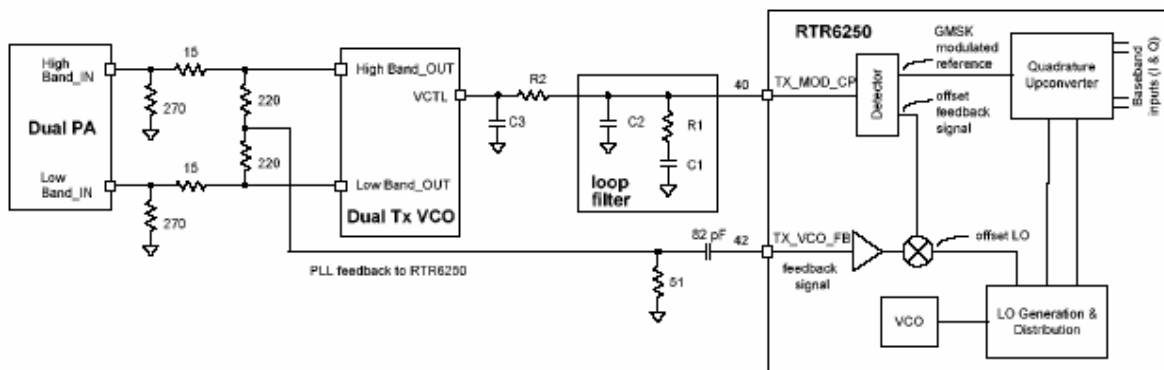 RTR6250
GMSK
modulated
reference
Quadrature
Upconverter
Baseband
inputs (I & Q)
High
Band_IN
15
High Band_OUT
VCTL
R2
40
TX_MOD_CP
Detector
270
220
Dual PA
220
C3
C2
R1
C1
offset
feedback
signal
Low
Band_IN
15
Low Band_OUT
Dual Tx VCO
loop
filter
270
82 pF
42
TX_VCO_FB
offset LO
PLL feedback to RTR6250
51
feedback
signal
VCO
LO Generation &
Distribution